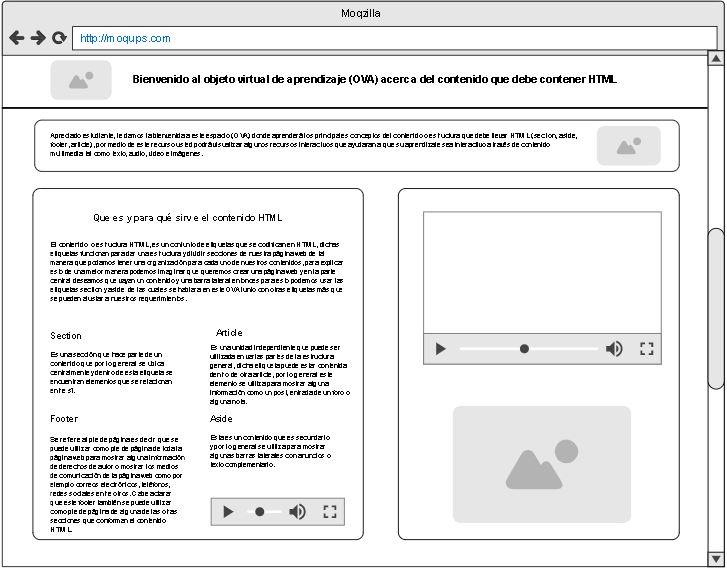 Moqzilla
http://moqups.com
Bienvenido al objeto virtual de aprendizaje (OVA) acerca del contenido que debe contener HTML
Apreciado estudiante, le damos la bienvenida a este espacio (OVA) donde aprenderá los principales conceptos del contenido o estructura que debe llevar HTML (section, aside,
footer, article), por medio de este recurso usted podrá visualizar algunos recursos interactivos que ayudaran a que su aprendizaje sea interactivo a través de contenido
multimedia tal como texto, audio, video e imágenes.
Que es y para qué sirve el contenido HTML
El contenido o estructura HTML, es un conjunto de etiquetas que se codifican en HTML, dichas
etiquetas funcionan para dar una estructura y dividir secciones de nuestra página web de tal
manera que podamos tener una organización para cada uno de nuestros contenidos, para explicar
esto de una mejor manera podemos imaginar que queremos crear una página web y en la parte
central deseamos que vayan un contenido y una barra lateral entonces para esto podemos usar las
etiquetas section y aside de las cuales se hablara en este OVA junto con otras etiquetas más que
se pueden ajustar a nuestros requerimientos.
Section
Es una sección que hace parte de un
contenido que por lo general se ubica
centralmente y dentro de esta etiqueta se
encuentran elementos que se relacionan
entre sí.
Article
Es una unidad independiente que puede ser
utilizada en varias partes de la estructura
general, dicha etiqueta puede estar contenida
dentro de otra article, por lo general este
elemento se utiliza para mostrar alguna
información como un post, entrada de un foro o
alguna nota.
Footer
Se refiere al pie de página es decir que se
puede utilizar como pie de página de toda la
página web para mostrar alguna información
de derechos de autor o mostrar los medios
de comunicación de la página web como por
ejemplo correos electrónicos, teléfonos,
redes sociales entre otros. Cabe aclarar
que este footer también se puede utilizar
como pie de página de alguna de las otras
secciones que conforman el contenido
HTML
Aside
Esta es un contenido que es secundario
y por lo general se utiliza para mostrar
algunas barras laterales con anuncios o
texto complementario.